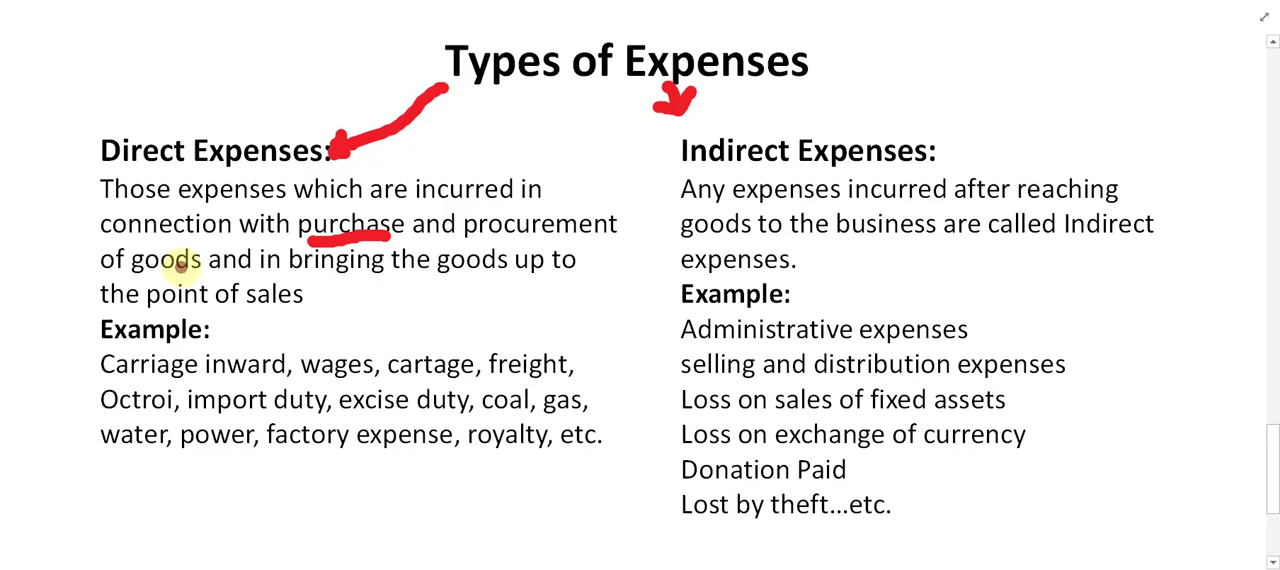 Types of Expenses
Direct Expenses:
Those expenses which are incurred in
connection with purchase and procurement
of goods and in bringing the goods up to
the point of sales
Example:
Carriage inward, wages, cartage, freight,
Octroi, import duty, excise duty, coal, gas,
water, power, factory expense, royalty, etc.
Indirect Expenses:
Any expenses incurred after reaching
goods to the business are called Indirect
expenses.
Example:
Administrative expenses
selling and distribution expenses
Loss on sales of fixed assets
Loss on exchange of currency
Donation Paid
Lost by theft...etc.